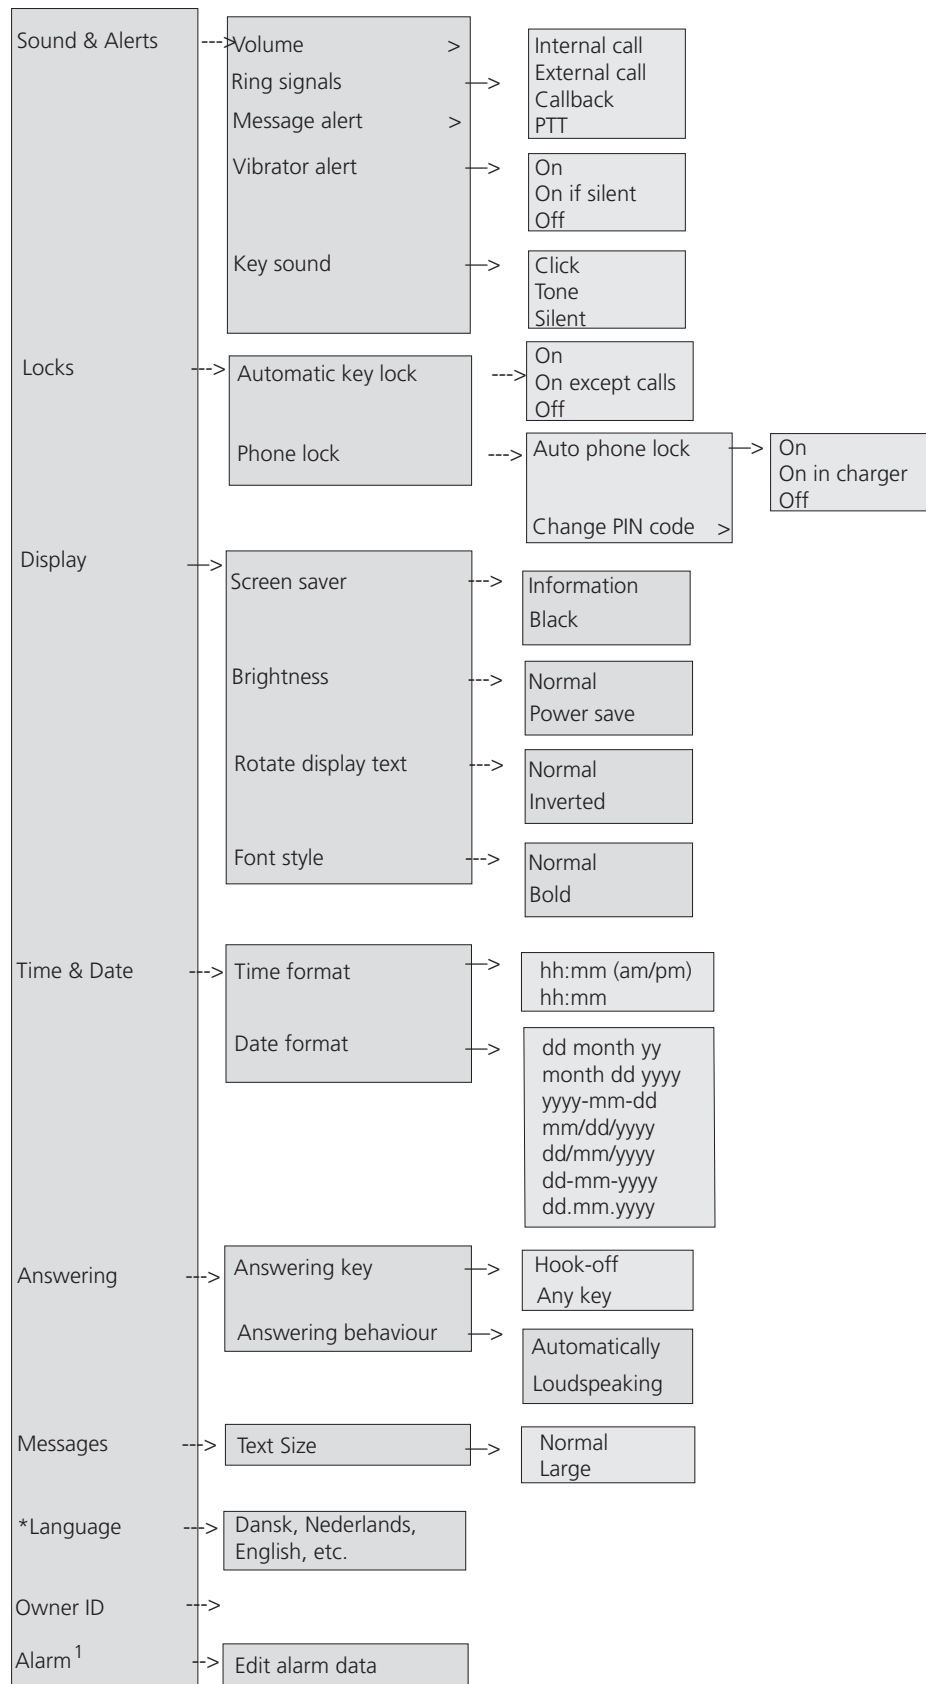 Sound & Alerts
--->
Volume >
Ring signals —>
Internal call
External call
Callback
PTT
Message alert >
Vibrator alert —>
On
On if silent
Off
Key sound —>
Click
Tone
Silent
Locks --->
Automatic key lock --->
On
On except calls
Off
Phone lock --->
Auto phone lock —>
On
On in charger
Off
Change PIN code >
Display —>
Screen saver --->
Information
Black
Brightness --->
Normal
Power save
Rotate display text --->
Normal
Inverted
Font style --->
Normal
Bold
Time & Date --->
Time format —>
hh:mm (am/pm)
hh:mm
Date format —>
dd month yy
month dd yyyy
yyyy-mm-dd
mm/dd/yyyy
dd/mm/yyyy
dd-mm-yyyy
dd.mm.yyyy
Answering --->
Answering key —>
Hook-off
Any key
Answering behaviour —>
Automatically
Loudspeaking
Messages --->
Text Size —>
Normal
Large
*Language --->
Dansk, Nederlands,
English, etc.
Owner ID --->
Alarm1 -->
Edit alarm data